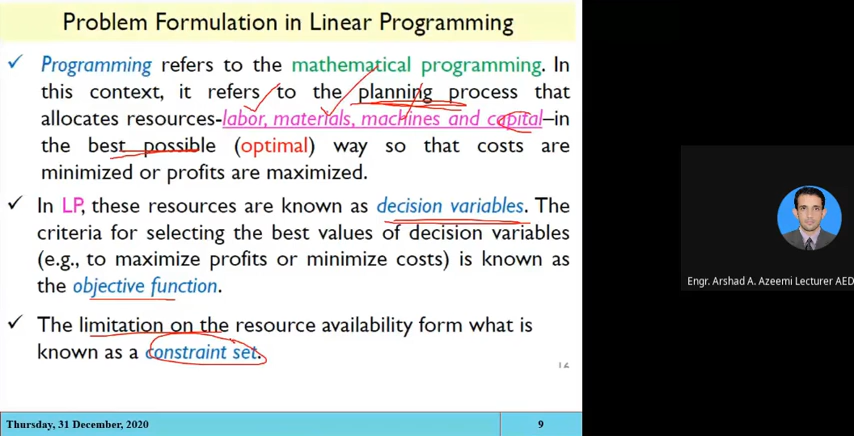 Problem Formulation in Linear Programming
✓ Programming refers to the mathematical programming. In
this context, it refers to the planning process that
allocates resources-labor, materials, machines and capital–in
the best possible (optimal) way so that costs are
minimized or profits are maximized.
✓ In LP, these resources are known as decision variables. The
criteria for selecting the best values of decision variables
(e.g., to maximize profits or minimize costs) is known as
the objective function.
✓ The limitation on the resource availability form what is
known as a constraint set.
Thursday, 31 December, 2020
9
Engr. Arshad A. Azeemi Lecturer AED